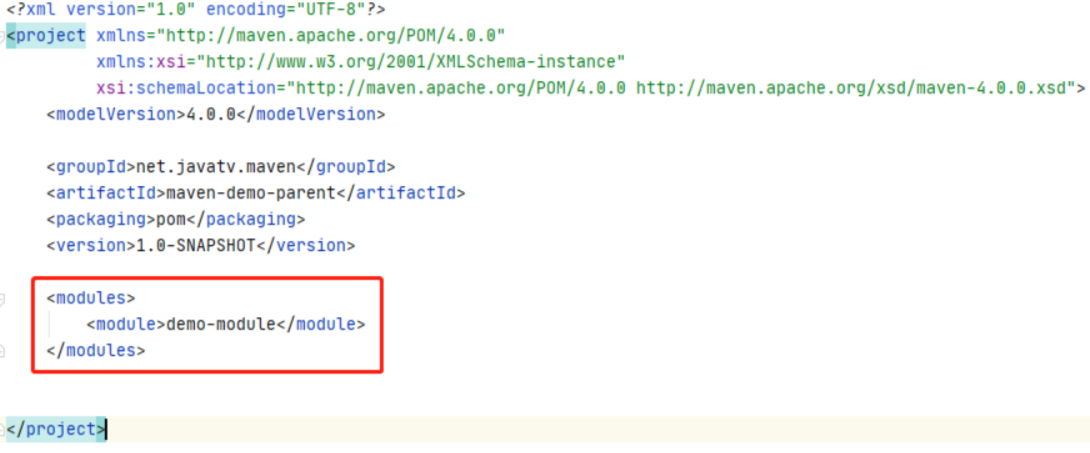 <?xml version="1.0" encoding="UTF-8"?>
<project xmlns="http://maven.apache.org/POM/4.0.0"
xmlns:xsi="http://www.w3.org/2001/XMLSchema-instance"
xsi:schemaLocation="http://maven.apache.org/POM/4.0.0 http://maven.apache.org/xsd/maven-4.0.0.xsd">
<modelVersion>4.0.0</modelVersion>
<groupId>net.javatv.maven</groupId>
<artifactId>maven-demo-parent</artifactId>
<packaging>pom</packaging>
<version>1.0-SNAPSHOT</version>
<modules>
<module>demo-module</module>
</modules>
</project>